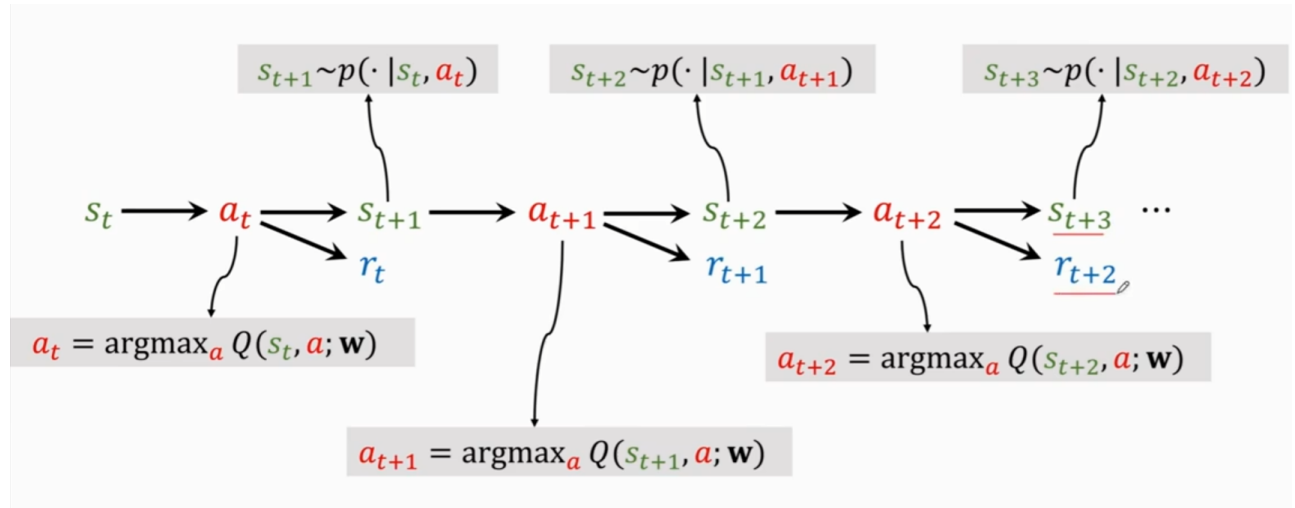 s_{t+1}~p(· |s_t, a_t)
s_{t+2}~p(· |s_{t+1}, a_{t+1})
s_{t+3}~p(· |s_{t+2}, a_{t+2})
s_t a_t s_{t+1} a_{t+1} s_{t+2} a_{t+2} s_{t+3} ⋯
r_t r_{t+1} r_{t+2}
a_t = argmax_a Q(s_t, a; w)
a_{t+2} = argmax_a Q(s_{t+2}, a; w)
a_{t+1} = argmax_a Q(s_{t+1}, a; w)